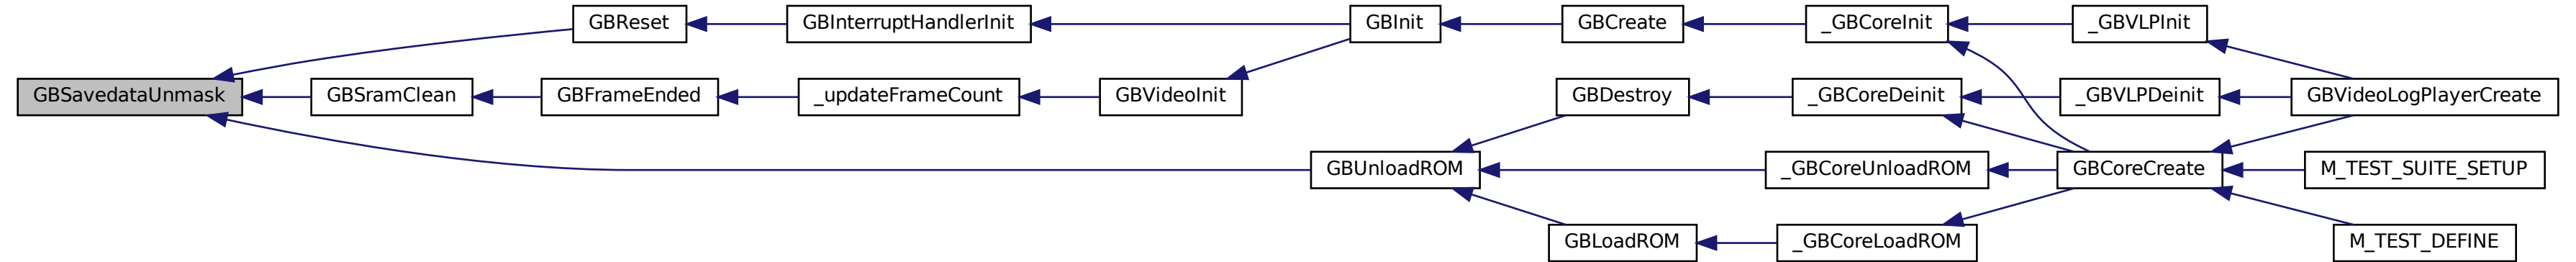 GBReset
GBInterruptHandlerInit
GBInit
GBCreate
_GBCoreInit
_GBVLPInit
GBSavedataUnmask
GBSramClean
GBFrameEnded
_updateFrameCount
GBVideoInit
GBDestroy
_GBCoreDeinit
_GBVLPDeinit
GBVideoLogPlayerCreate
GBUnloadROM
_GBCoreUnloadROM
GBCoreCreate
M_TEST_SUITE_SETUP
GBLoadROM
_GBCoreLoadROM
M_TEST_DEFINE